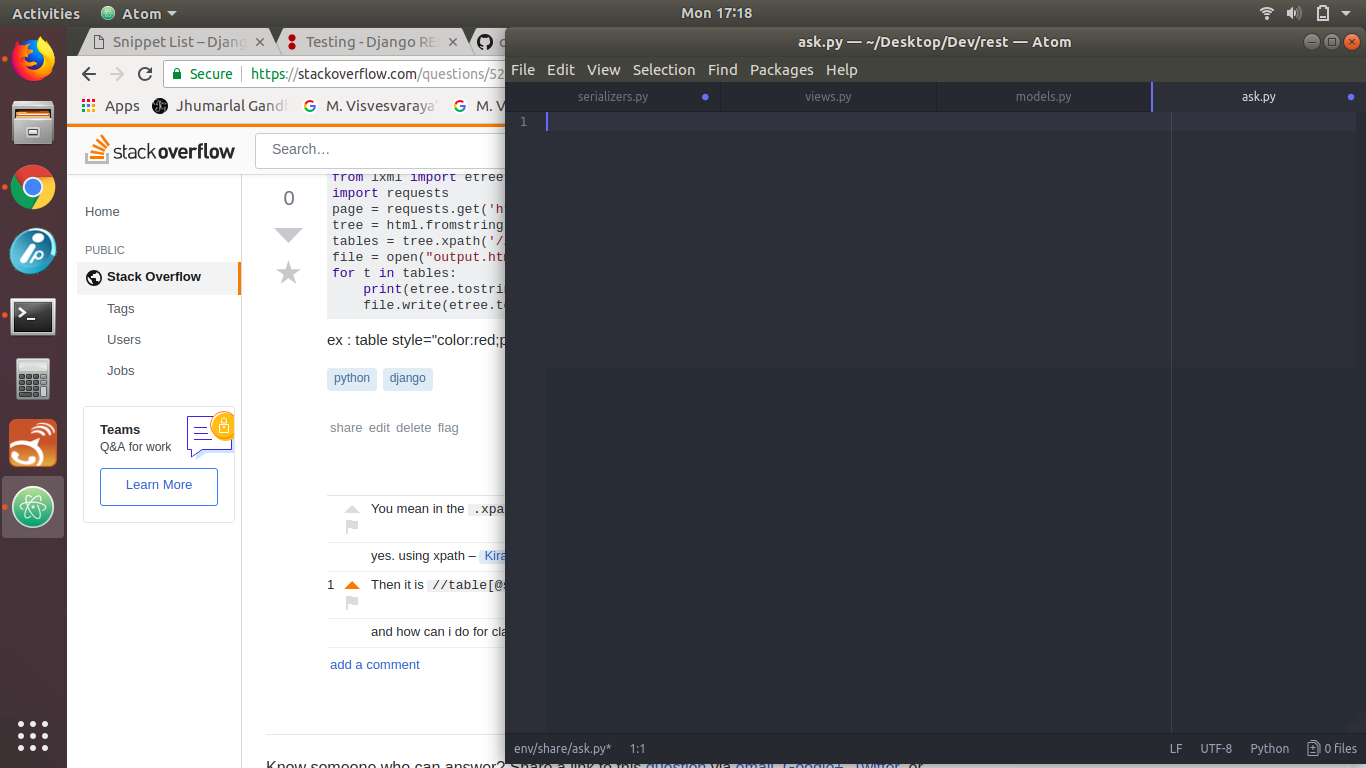 Activities
Atom
Mon 17:18
Snippet List – Djang
Testing - Django RE
Secure
https://stackoverflow.com/questions/52
Apps
Jhumarlal Gandh
M. Visvesvaraya'
M. V
stackoverflow
Search…
Home
PUBLIC
Stack Overflow
Tags
Users
Jobs
Teams
Q&A for work
Learn More
0
from lxml import etree
import requests
page = requests.get('h
tree = html.fromstring
tables = tree.xpath('/
file = open("output.htm
for t in tables:
print(etree.tostrin
file.write(etree.to
ex : table style="color:red;p
python
django
share edit delete flag
You mean in the .xpa
yes. using xpath – Kira
1
Then it is //table[@s
and how can i do for cla
add a comment
Know someone who can answer? Share a link to this question via email, Google+, Twitter, or
ask.py — ~/Desktop/Dev/rest — Atom
File Edit View Selection Find Packages Help
serializers.py
views.py
models.py
ask.py
1
env/share/ask.py*
1:1
LF
UTF-8
Python
0 files